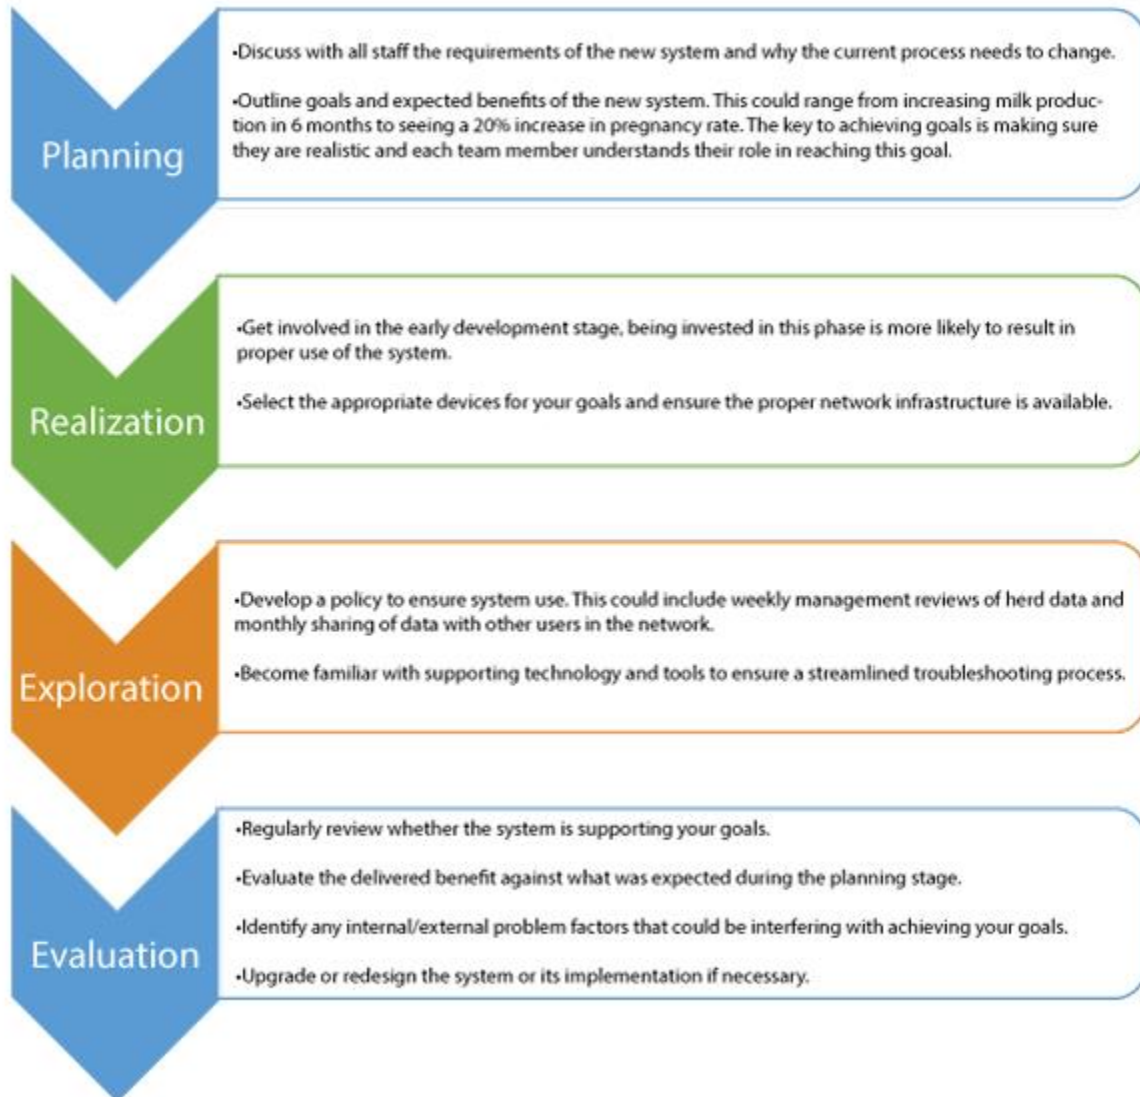 Planning
•Discuss with all staff the requirements of the new system and why the current process needs to change.
•Outline goals and expected benefits of the new system. This could range from increasing milk produc-
tion in 6 months to seeing a 20% increase in pregnancy rate. The key to achieving goals is making sure
they are realistic and each team member understands their role in reaching this goal.
Realization
•Get involved in the early development stage, being invested in this phase is more likely to result in
proper use of the system.
•Select the appropriate devices for your goals and ensure the proper network infrastructure is available.
Exploration
•Develop a policy to ensure system use. This could include weekly management reviews of herd data and
monthly sharing of data with other users in the network.
•Become familiar with supporting technology and tools to ensure a streamlined troubleshooting process.
Evaluation
•Regularly review whether the system is supporting your goals.
•Evaluate the delivered benefit against what was expected during the planning stage.
•Identify any internal/external problem factors that could be interfering with achieving your goals.
•Upgrade or redesign the system or its implementation if necessary.